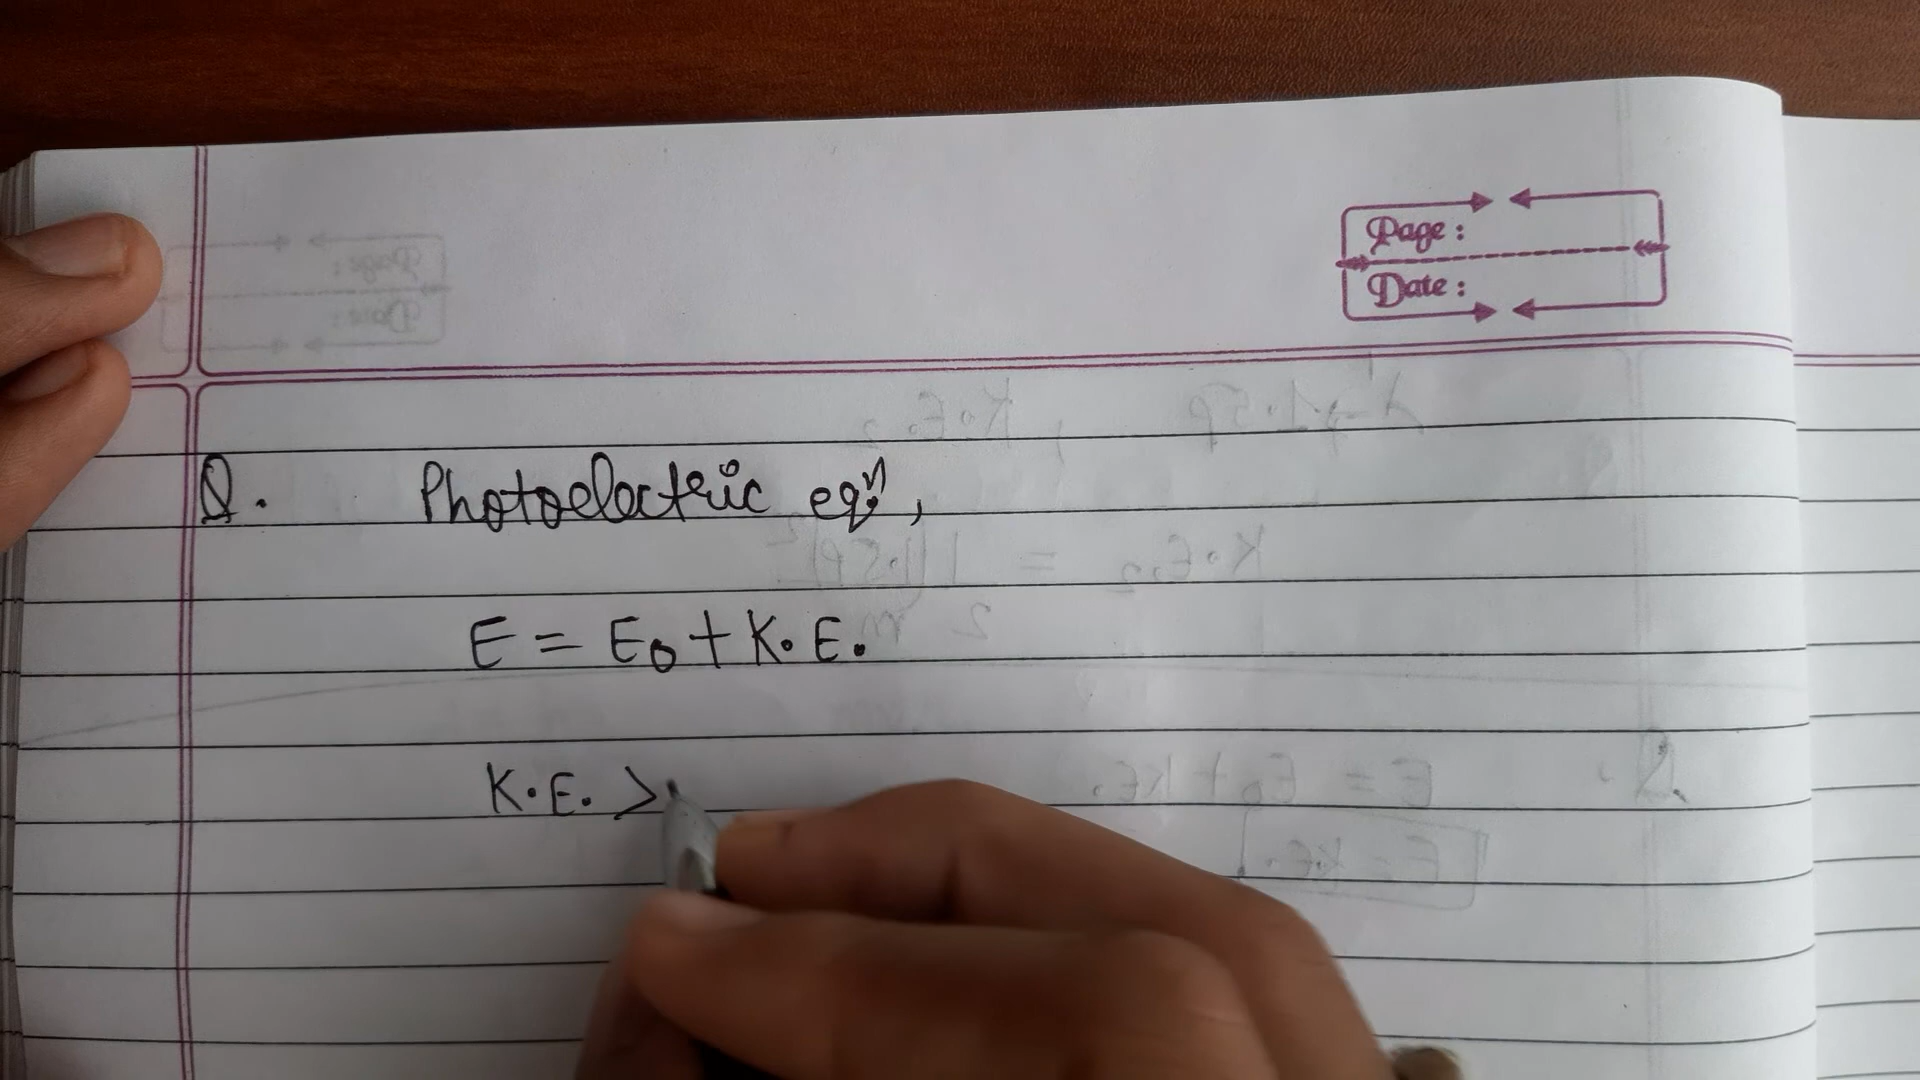 Page:
Date:
Q. Photoelectric eqⁿ,
E = E₀ + K.E.
K.E. >>